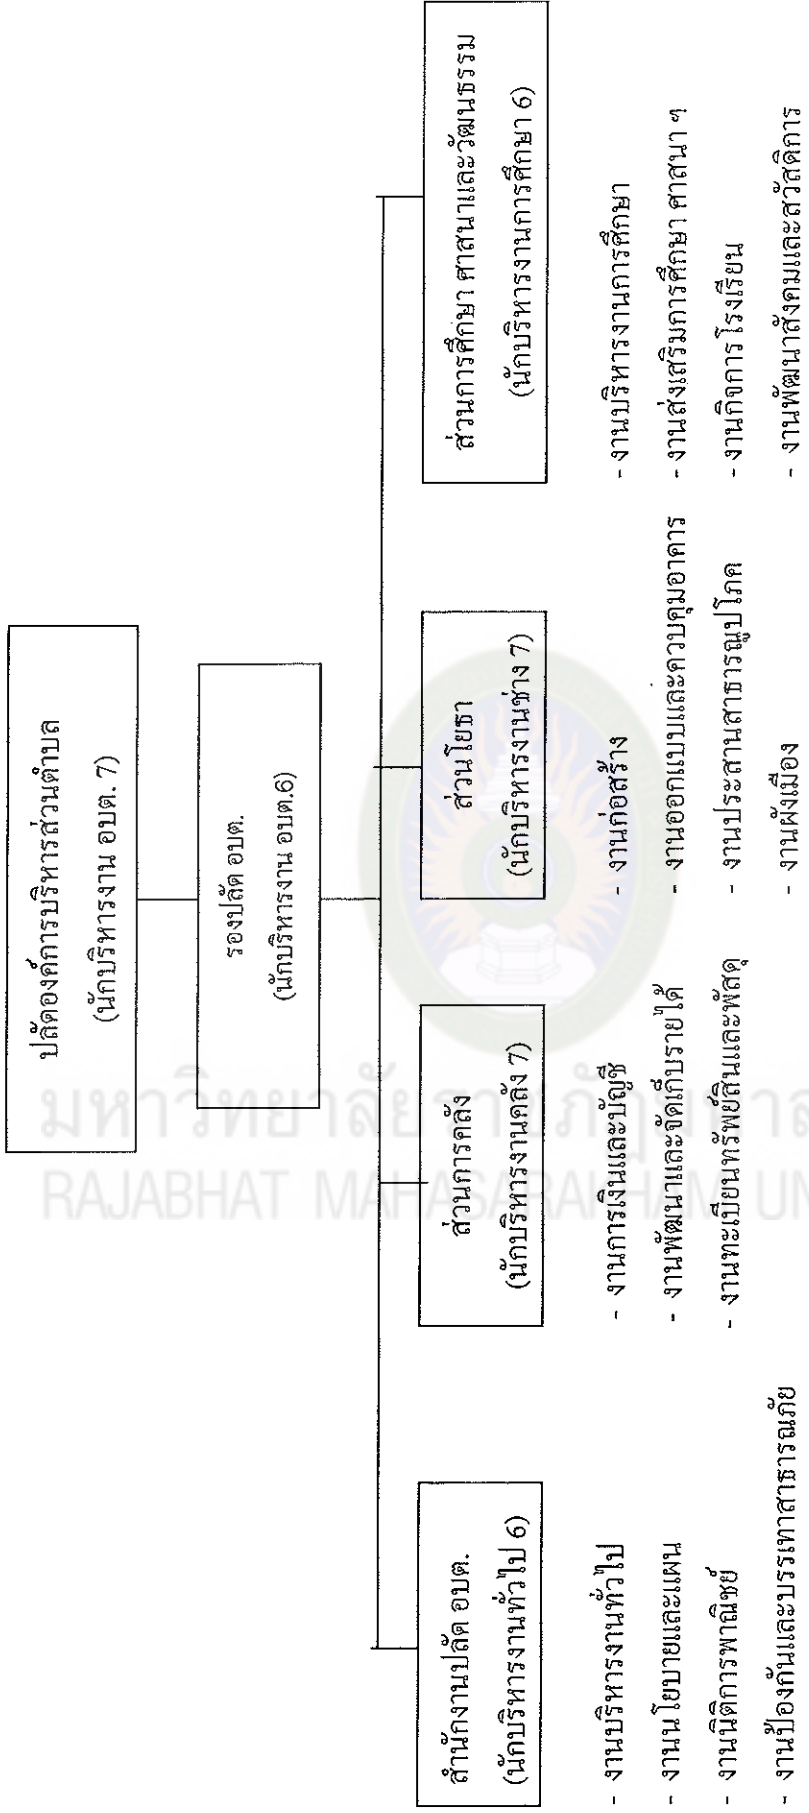 ปลัดองค์การบริหารส่วนตำบล
(นักบริหารงาน อบต. 7)
รองปลัด อบต.
(นักบริหารงาน อบต.6)
สำนักงานปลัด อบต.
(นักบริหารงานทั่วไป 6)
- งานบริหารงานทั่วไป
- งานนโยบายและแผน
- งานนิติการพาณิชย์
- งานป้องกันและบรรเทาสาธารณภัย
ส่วนการคลัง
(นักบริหารงานคลัง 7)
- งานการเงินและบัญชี
- งานพัฒนาและจัดเก็บรายได้
- งานทะเบียนทรัพย์สินและพัสดุ
ส่วนโยธา
(นักบริหารงานช่าง 7)
- งานก่อสร้าง
- งานออกแบบและควบคุมอาคาร
- งานประสานสาธารณูปโภค
- งานผังเมือง
ส่วนการศึกษา ศาสนาและวัฒนธรรม
(นักบริหารงานการศึกษา 6)
- งานบริหารงานการศึกษา
- งานส่งเสริมการศึกษา ศาสนา ฯ
- งานกิจการโรงเรียน
- งานพัฒนาสังคมและสวัสดิการ
มหาวิทยาลัยราชภัฏมหาส
RAJABHAT MAHASARAKHAM UN